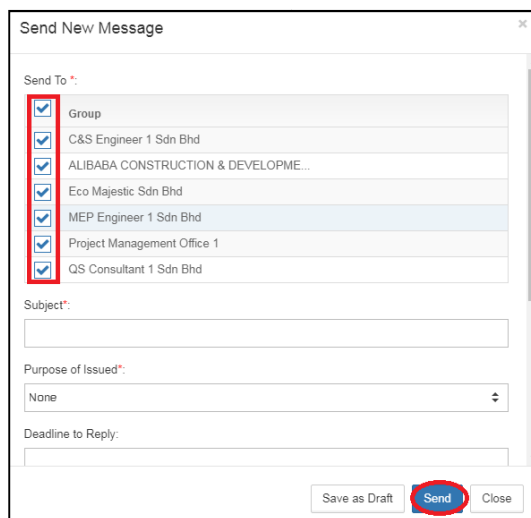 Send New Message
×
Send To *:
Group
C&S Engineer 1 Sdn Bhd
ALIBABA CONSTRUCTION & DEVELOPME...
Eco Majestic Sdn Bhd
MEP Engineer 1 Sdn Bhd
Project Management Office 1
QS Consultant 1 Sdn Bhd
Subject*:
Purpose of Issued*:
None
Deadline to Reply:
Save as Draft Send Close